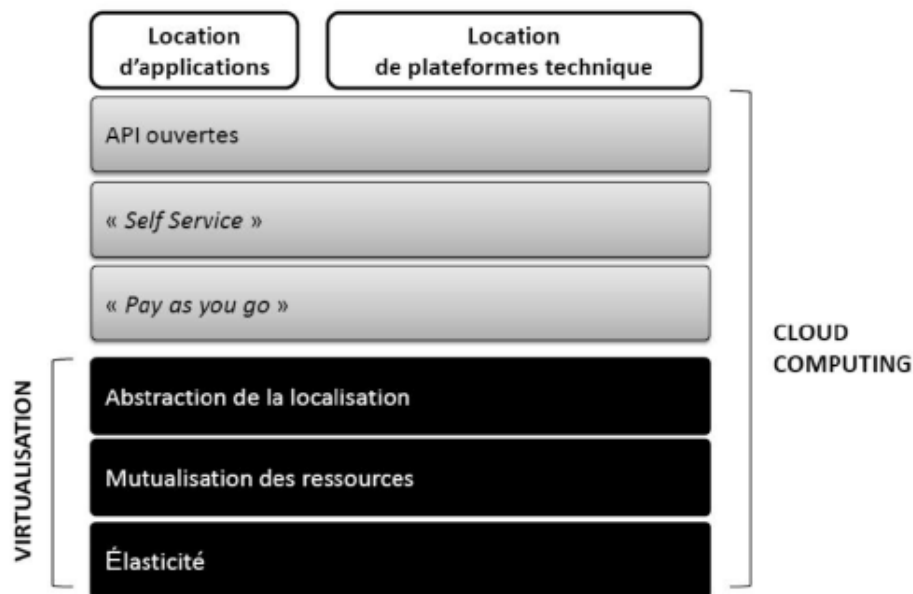 Location
d'applications
Location
de plateformes technique
API ouvertes
« Self Service »
« Pay as you go »
Abstraction de la localisation
Mutualisation des ressources
Élasticité
VIRTUALISATION
CLOUD
COMPUTING